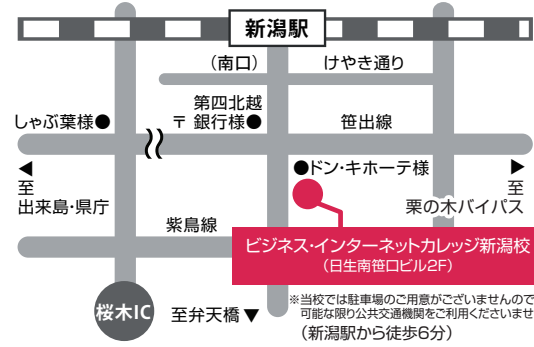 新潟駅
（南口）
けやき通り
第四北越
〒 銀行様●
しゃぶ葉様●
笹出線
●ドン・キホーテ様
◀
至
出来島・県庁
▶
至
栗の木バイパス
紫鳥線
ビジネス・インターネットカレッジ新潟校
（日生南笹口ビル2F）
桜木IC
至弁天橋▼
※当校では駐車場のご用意がございませんので
可能な限り公共交通機関をご利用くださいませ
（新潟駅から徒歩6分）